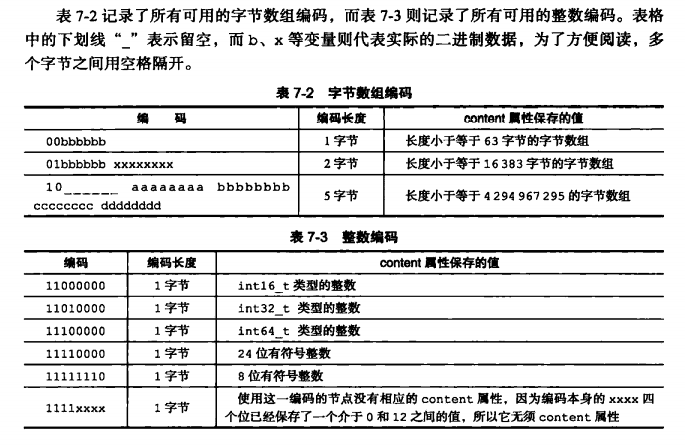 表 7-2 记录了所有可用的字节数组编码，而表 7-3 则记录了所有可用的整数编码。表格
中的下划线“_”表示留空，而 b、x 等变量则代表实际的二进制数据，为了方便阅读，多
个字节之间用空格隔开。
表 7-2 字节数组编码
编 码 编码长度 content 属性保存的值
00bbbbbb 1 字节 长度小于等于 63 字节的字节数组
01bbbbbb xxxxxxxx 2 字节 长度小于等于 16 383 字节的字节数组
10______ aaaaaaaa bbbbbbbb
cccccccc dddddddd 5 字节 长度小于等于 4 294 967 295 的字节数组
表 7-3 整数编码
编码 编码长度 content 属性保存的值
11000000 1 字节 int16_t 类型的整数
11010000 1 字节 int32_t 类型的整数
11100000 1 字节 int64_t 类型的整数
11110000 1 字节 24 位有符号整数
11111110 1 字节 8 位有符号整数
1111xxxx 1 字节 使用这一编码的节点没有相应的 content 属性，因为编码本身的 xxxx 四
个位已经保存了一个介于 0 和 12 之间的值，所以它无须 content 属性